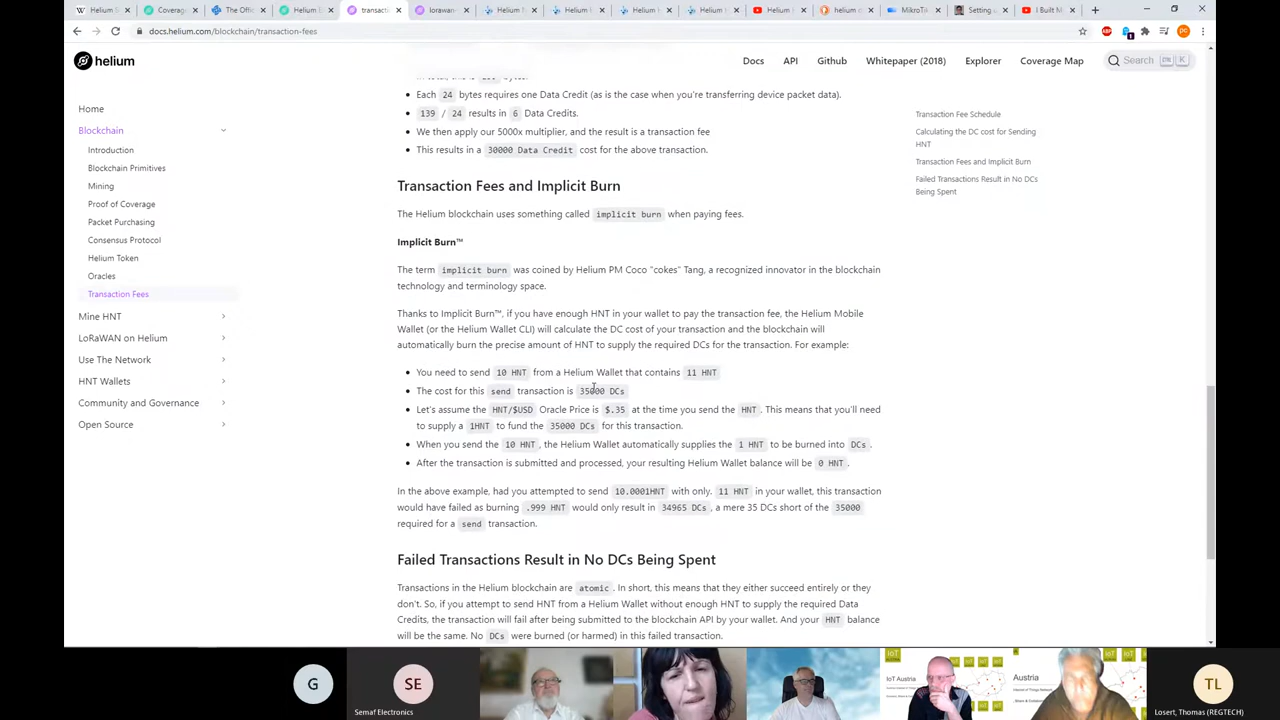 Wireless S
Coverage
The Offic
Helium B
transactio
lorawan-
Helium N
Helium
Helium
Helium
Helium H
helium e
MikroTik
Setting u
I Built M
docs.helium.com/blockchain/transaction-fees
helium
Docs
API
Github
Whitepaper (2018)
Explorer
Coverage Map
Search
K
Home
Blockchain
Introduction
Blockchain Primitives
Mining
Proof of Coverage
Packet Purchasing
Consensus Protocol
Helium Token
Oracles
Transaction Fees
Mine HNT
LoRaWAN on Helium
Use The Network
HNT Wallets
Community and Governance
Open Source
Each 24 bytes requires one Data Credit (as is the case when you're transferring device packet data).
139 / 24 results in 6 Data Credits.
We then apply our 5000x multiplier, and the result is a transaction fee
This results in a 30000 Data Credit cost for the above transaction.
Transaction Fees and Implicit Burn
The Helium blockchain uses something called implicit burn when paying fees.
Implicit Burn™
The term implicit burn was coined by Helium PM Coco "cokes" Tang, a recognized innovator in the blockchain
technology and terminology space.
Thanks to Implicit Burn™, if you have enough HNT in your wallet to pay the transaction fee, the Helium Mobile
Wallet (or the Helium Wallet CLI) will calculate the DC cost of your transaction and the blockchain will
automatically burn the precise amount of HNT to supply the required DCs for the transaction. For example:
You need to send 10 HNT from a Helium Wallet that contains 11 HNT
The cost for this send transaction is 35000 DCs
Let's assume the HNT/$USD Oracle Price is $.35 at the time you send the HNT. This means that you'll need
to supply a 1HNT to fund the 35000 DCs for this transaction.
When you send the 10 HNT, the Helium Wallet automatically supplies the 1 HNT to be burned into DCs.
After the transaction is submitted and processed, your resulting Helium Wallet balance will be 0 HNT.
In the above example, had you attempted to send 10.0001HNT with only. 11 HNT in your wallet, this transaction
would have failed as burning .999 HNT would only result in 34965 DCs, a mere 35 DCs short of the 35000
required for a send transaction.
Failed Transactions Result in No DCs Being Spent
Transactions in the Helium blockchain are atomic. In short, this means that they either succeed entirely or they
don't. So, if you attempt to send HNT from a Helium Wallet without enough HNT to supply the required Data
Credits, the transaction will fail after being submitted to the blockchain API by your wallet. And your HNT balance
will be the same. No DCs were burned (or harmed) in this failed transaction.
Transaction Fee Schedule
Calculating the DC cost for Sending
HNT
Transaction Fees and Implicit Burn
Failed Transactions Result in No DCs
Being Spent
G
SE
Semaf Electronics
IoT
IoT Austria
IoT
Austria
TL
Losert, Thomas (REGTECH)